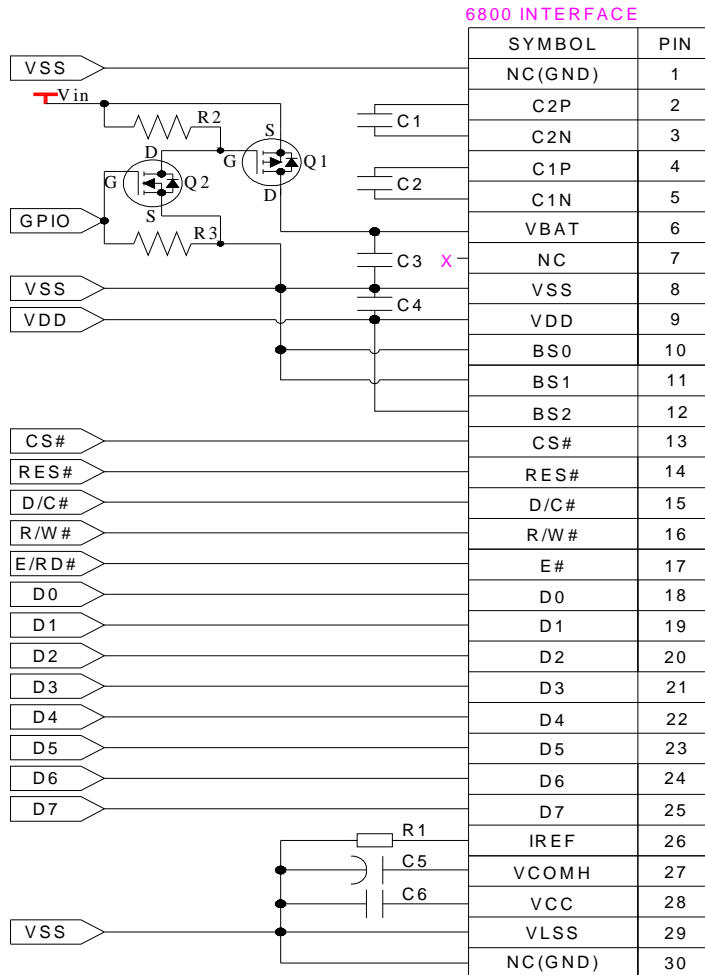 6800 INTERFACE
SYMBOL PIN
VSS NC(GND) 1
Vin
C2P 2
R2 C1
S
C2N 3
D G Q1
C1P 4
G Q2 C2
D
C1N 5
S
GPIO R3 VBAT 6
C3 X NC 7
VSS VSS 8
C4
VDD VDD 9
BS0 10
BS1 11
BS2 12
CS# CS# 13
RES# RES# 14
D/C# D/C# 15
R/W# R/W# 16
E/RD# E# 17
D0 D0 18
D1 D1 19
D2 D2 20
D3 D3 21
D4 D4 22
D5 D5 23
D6 D6 24
D7 D7 25
R1 IREF 26
C5 VCOMH 27
C6 VCC 28
VSS VLSS 29
NC(GND) 30